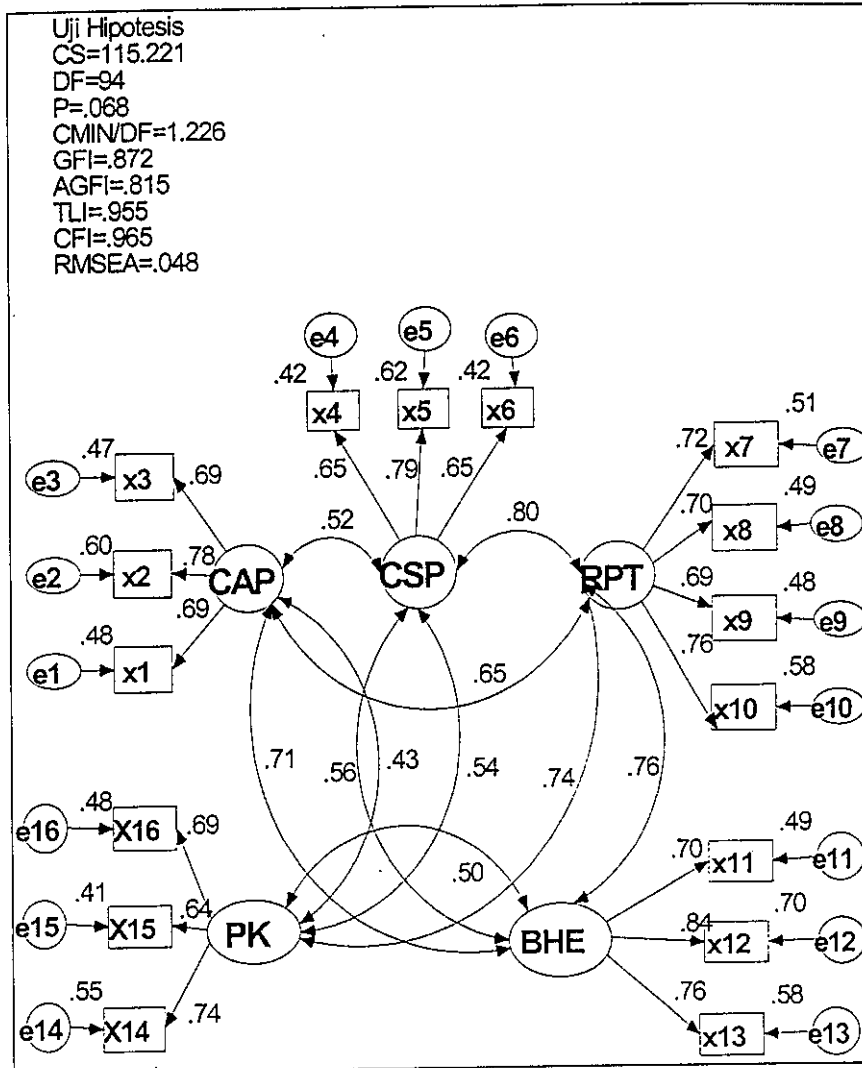 Uji Hipotesis
CS=115.221
DF=94
P=.068
CMIN/DF=1.226
GFI=.872
AGFI=.815
TLI=.955
CFI=.965
RMSEA=.048
e4 e5 e6
.42 .62 .42
x4 x5 x6
.65 .79 .65
e3 .47 x3 .69
e2 .60 x2 .78
e1 .48 x1 .69
CAP .52 CSP .80 RPT
.72 x7 .51 e7
.70 x8 .49 e8
.69 x9 .48 e9
.76 x10 .58 e10
.65
.71 .56 .43 .54 .74 .76
.50
e16 .48 X16 .69
e15 .41 X15 .64
e14 .55 X14 .74
PK BHE
.70 x11 .49 e11
.84 x12 .70 e12
.76 x13 .58 e13